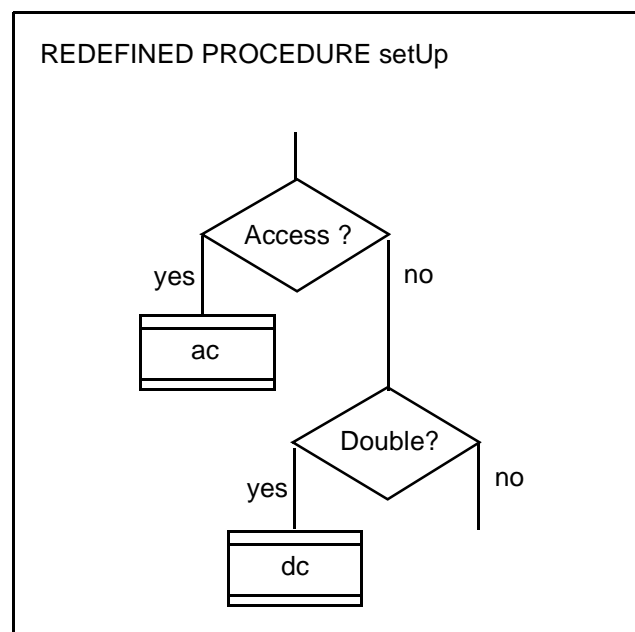 REDEFINED PROCEDURE setUp
Access ?
yes
no
ac
Double?
yes
no
dc